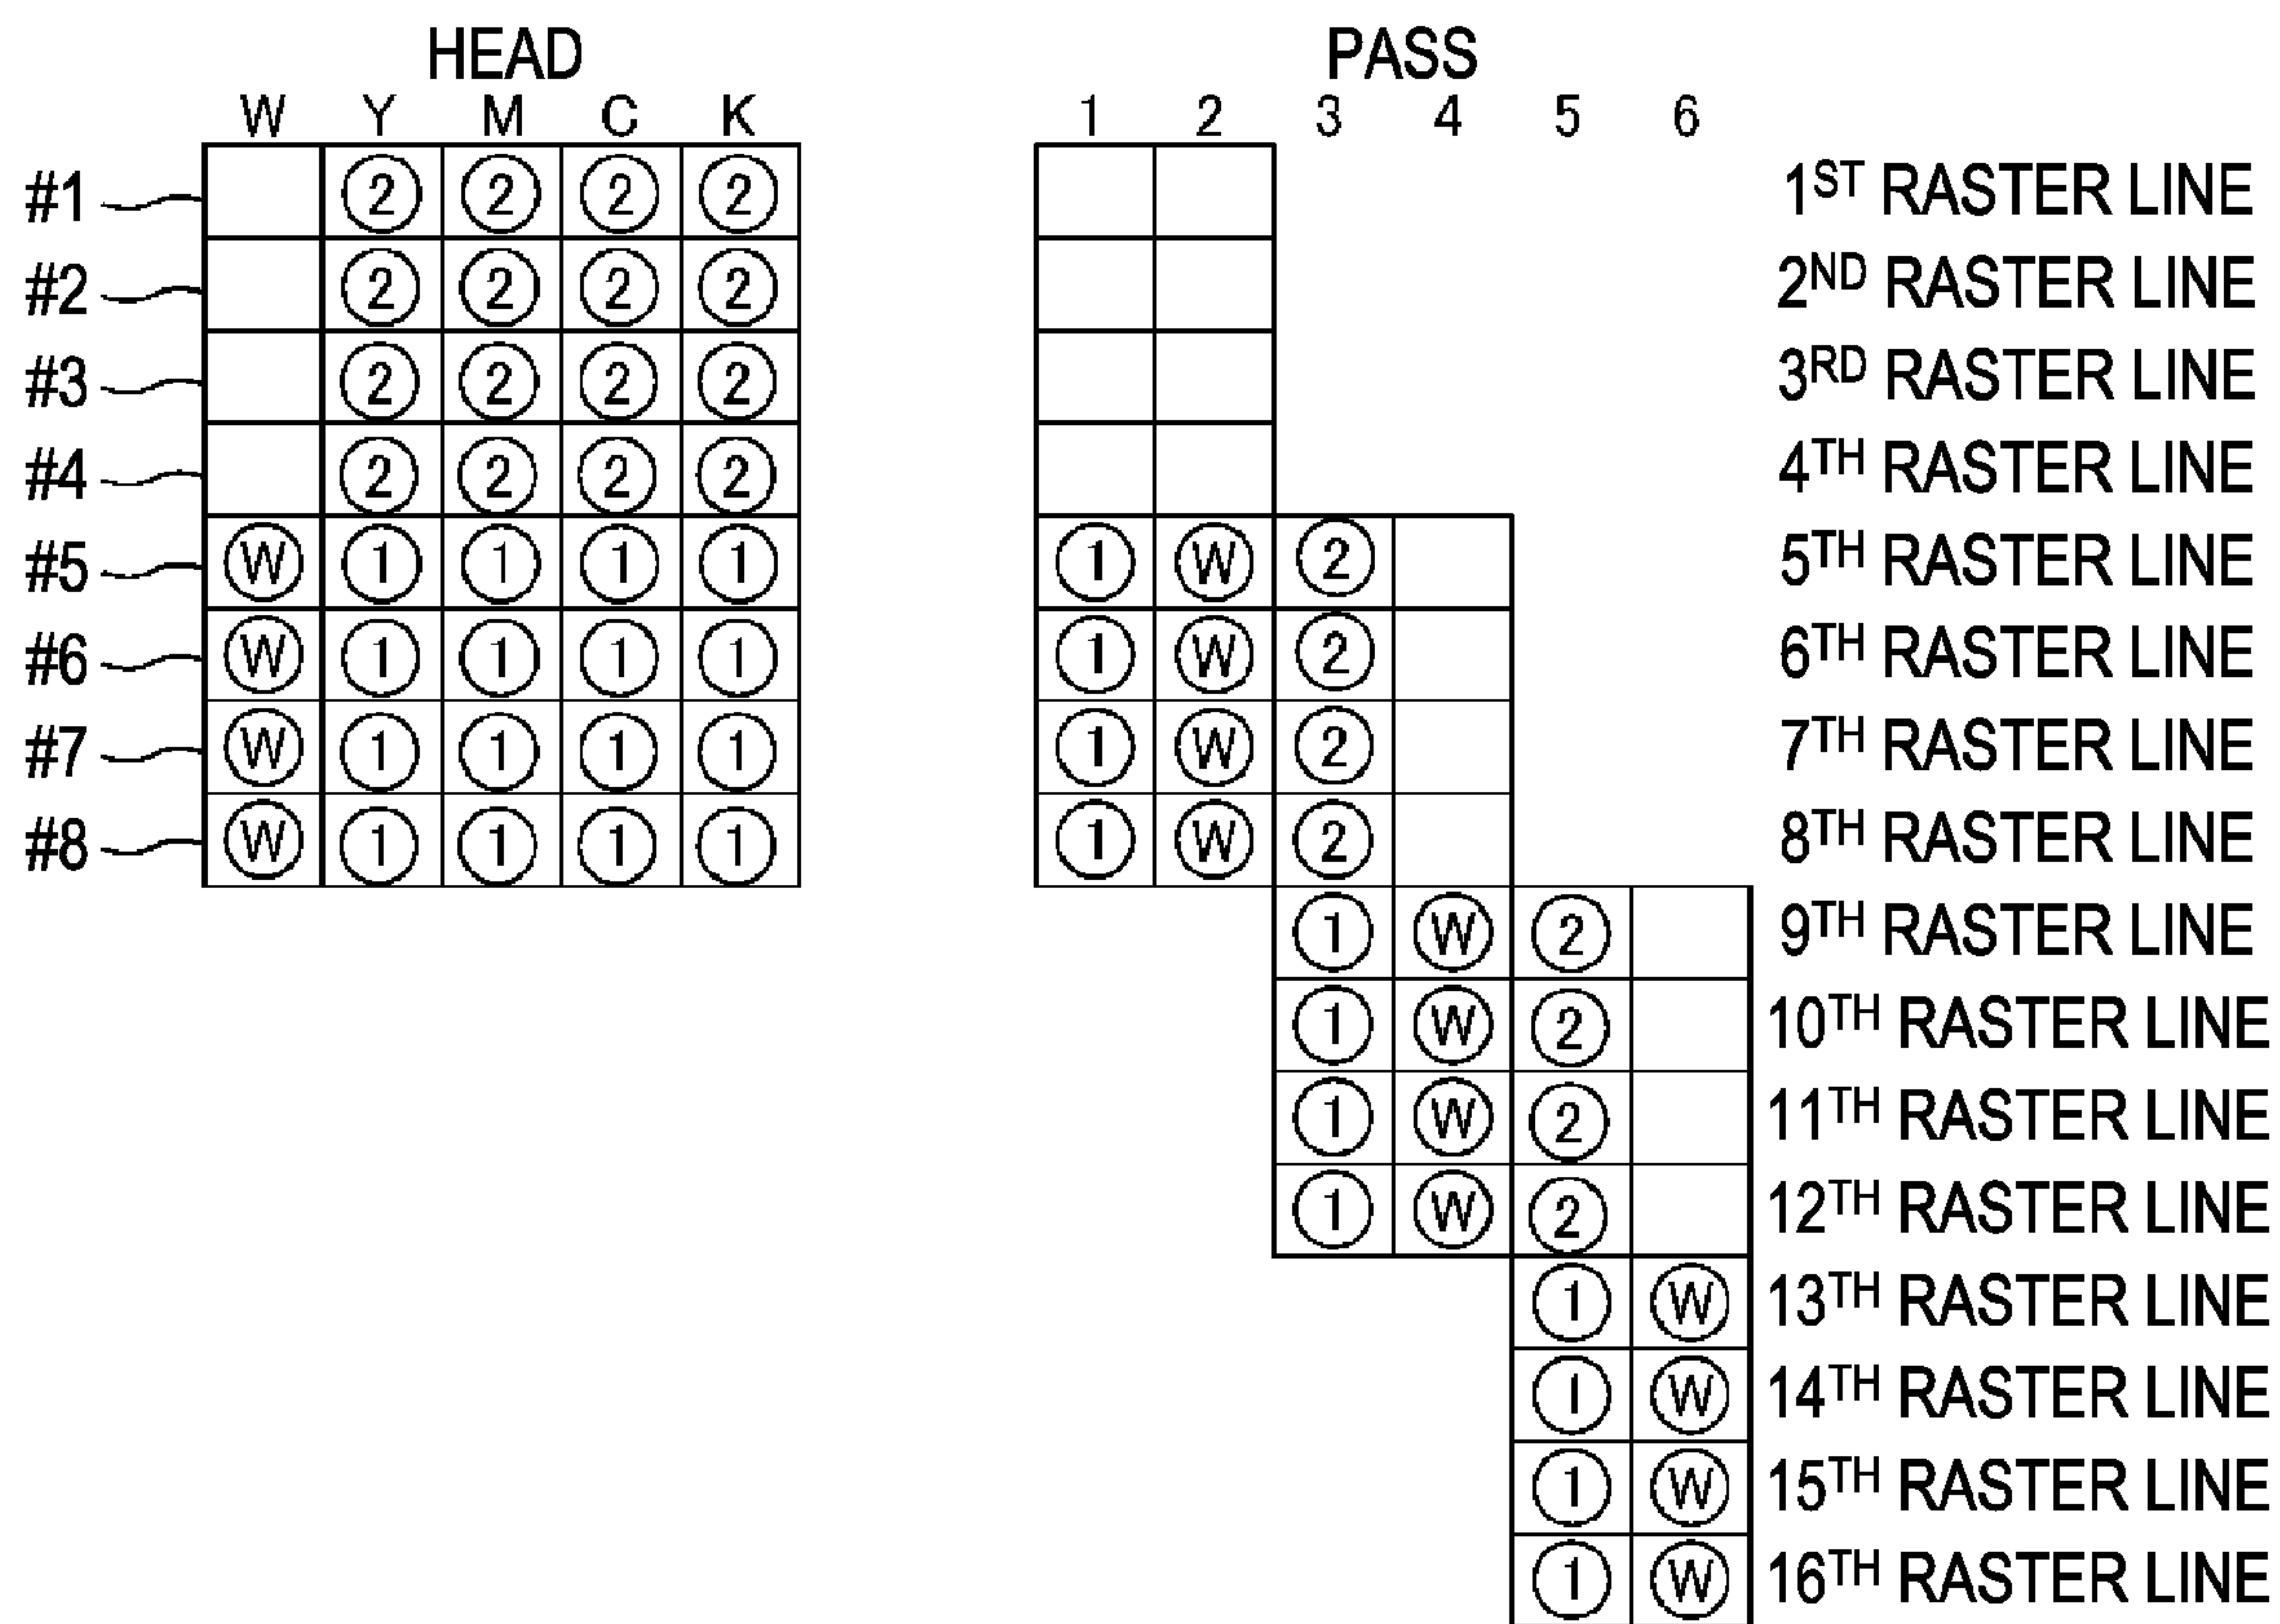 HEAD PASS
W Y M C K 1 2 3 4 5 6
#1 2 2 2 2 1ST RASTER LINE
#2 2 2 2 2 2ND RASTER LINE
#3 2 2 2 2 3RD RASTER LINE
#4 2 2 2 2 4TH RASTER LINE
#5 W 1 1 1 1 1 W 2 5TH RASTER LINE
#6 W 1 1 1 1 1 W 2 6TH RASTER LINE
#7 W 1 1 1 1 1 W 2 7TH RASTER LINE
#8 W 1 1 1 1 1 W 2 8TH RASTER LINE
1 W 2 9TH RASTER LINE
1 W 2 10TH RASTER LINE
1 W 2 11TH RASTER LINE
1 W 2 12TH RASTER LINE
1 W 13TH RASTER LINE
1 W 14TH RASTER LINE
1 W 15TH RASTER LINE
1 W 16TH RASTER LINE